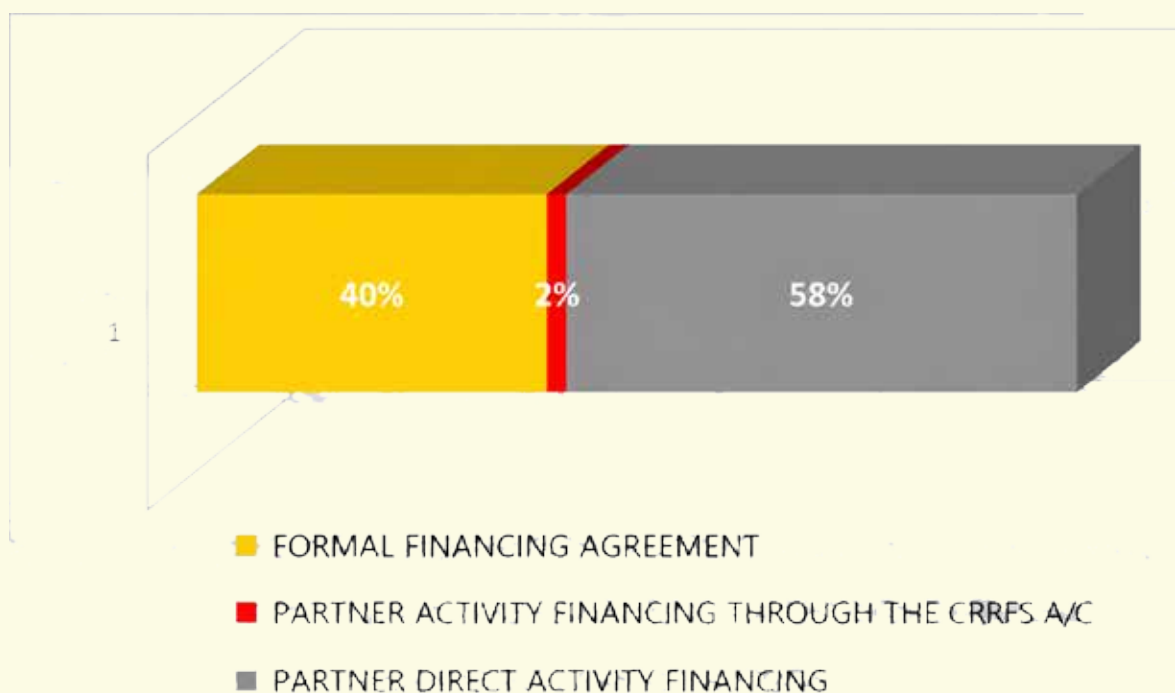 40%
2%
58%
1
FORMAL FINANCING AGREEMENT
PARTNER ACTIVITY FINANCING THROUGH THE CRRFS A/C
PARTNER DIRECT ACTIVITY FINANCING